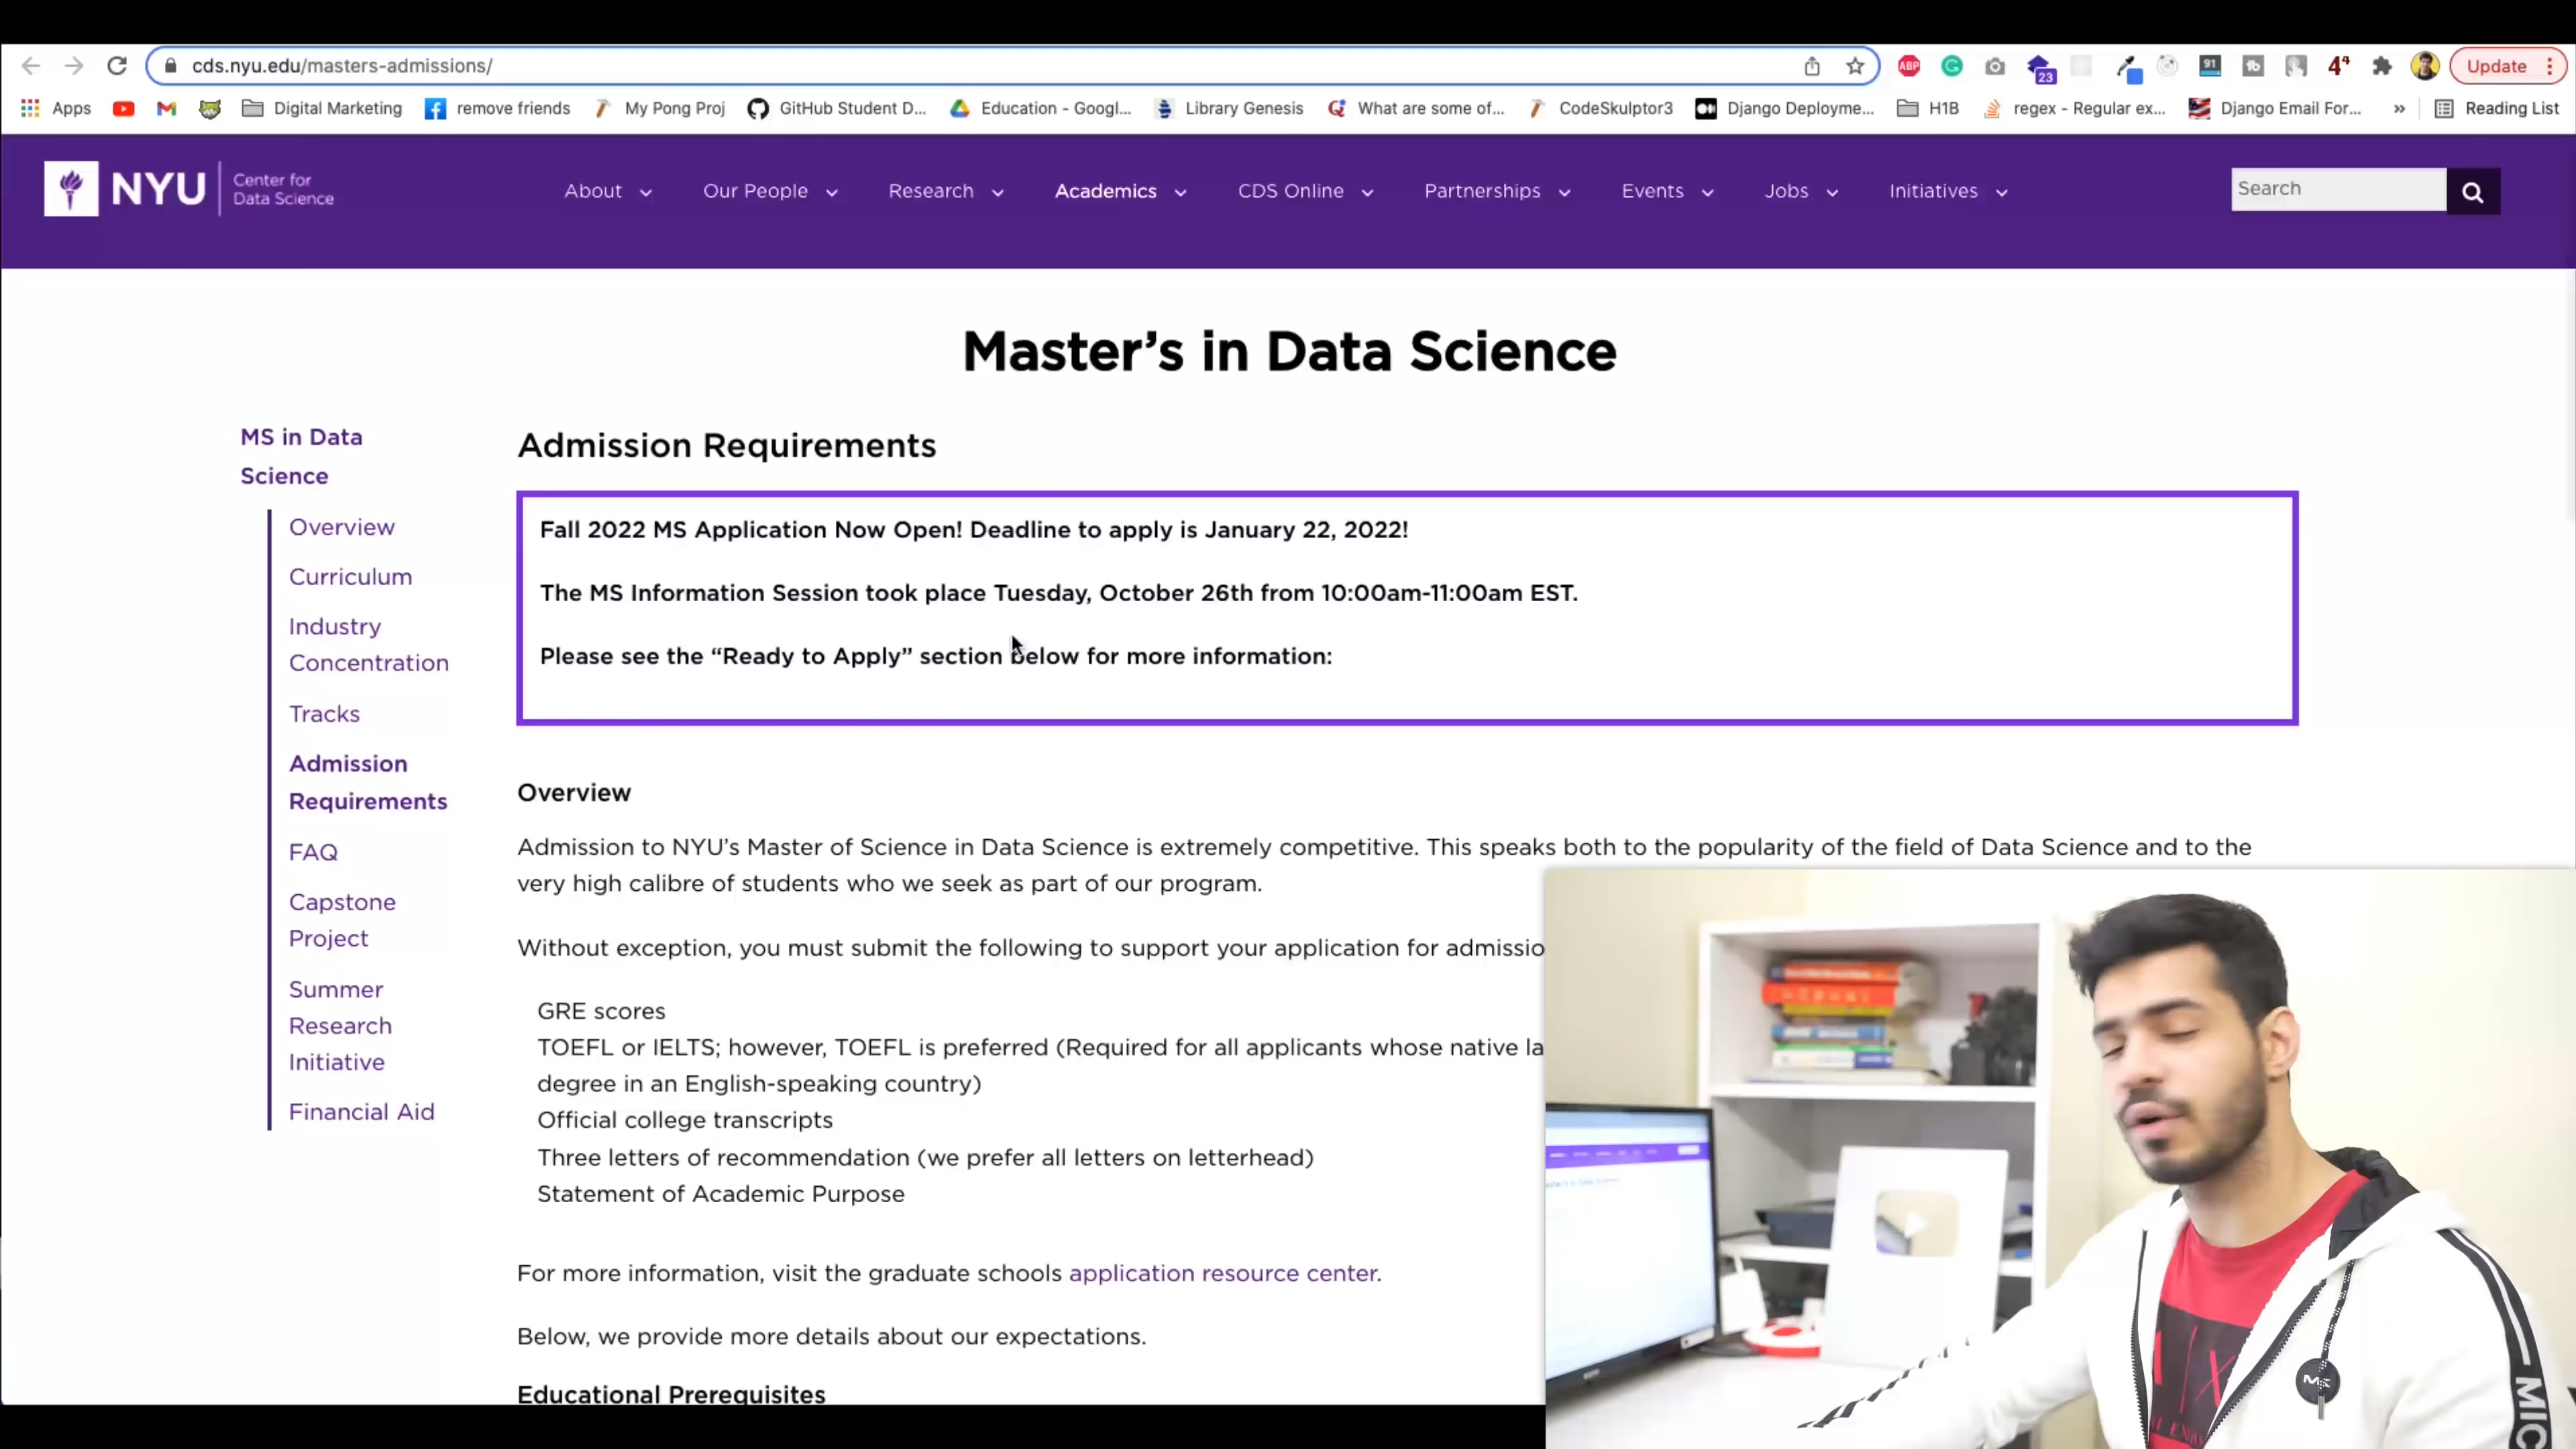 cds.nyu.edu/masters-admissions/
ABP
23
91
4⁴
Update
Apps
Digital Marketing
remove friends
My Pong Proj
GitHub Student D...
Education - Googl...
Library Genesis
What are some of...
CodeSkulptor3
Django Deployme...
H1B
regex - Regular ex...
Django Email For...
»
Reading List
NYU
Center for
Data Science
About
Our People
Research
Academics
CDS Online
Partnerships
Events
Jobs
Initiatives
Search
Master’s in Data Science
MS in Data
Science
Overview
Curriculum
Industry
Concentration
Tracks
Admission
Requirements
FAQ
Capstone
Project
Summer
Research
Initiative
Financial Aid
Admission Requirements
Fall 2022 MS Application Now Open! Deadline to apply is January 22, 2022!
The MS Information Session took place Tuesday, October 26th from 10:00am-11:00am EST.
Please see the “Ready to Apply” section below for more information:
Overview
Admission to NYU’s Master of Science in Data Science is extremely competitive. This speaks both to the popularity of the field of Data Science and to the
very high calibre of students who we seek as part of our program.
Without exception, you must submit the following to support your application for admissio
GRE scores
TOEFL or IELTS; however, TOEFL is preferred (Required for all applicants whose native la
degree in an English-speaking country)
Official college transcripts
Three letters of recommendation (we prefer all letters on letterhead)
Statement of Academic Purpose
For more information, visit the graduate schools application resource center.
Below, we provide more details about our expectations.
Educational Prerequisites
A|X
MK
MIC